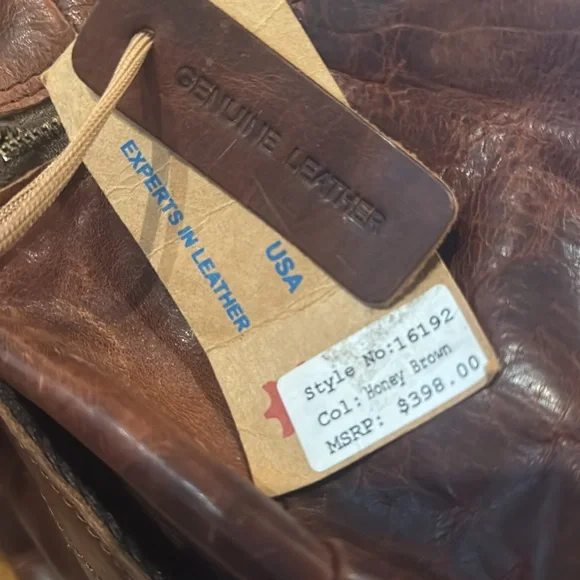 GENUINE LEATHER
EXPERTS IN LEATHER
USA
Style No:16192
Col: Honey Brown
MSRP: $398.00